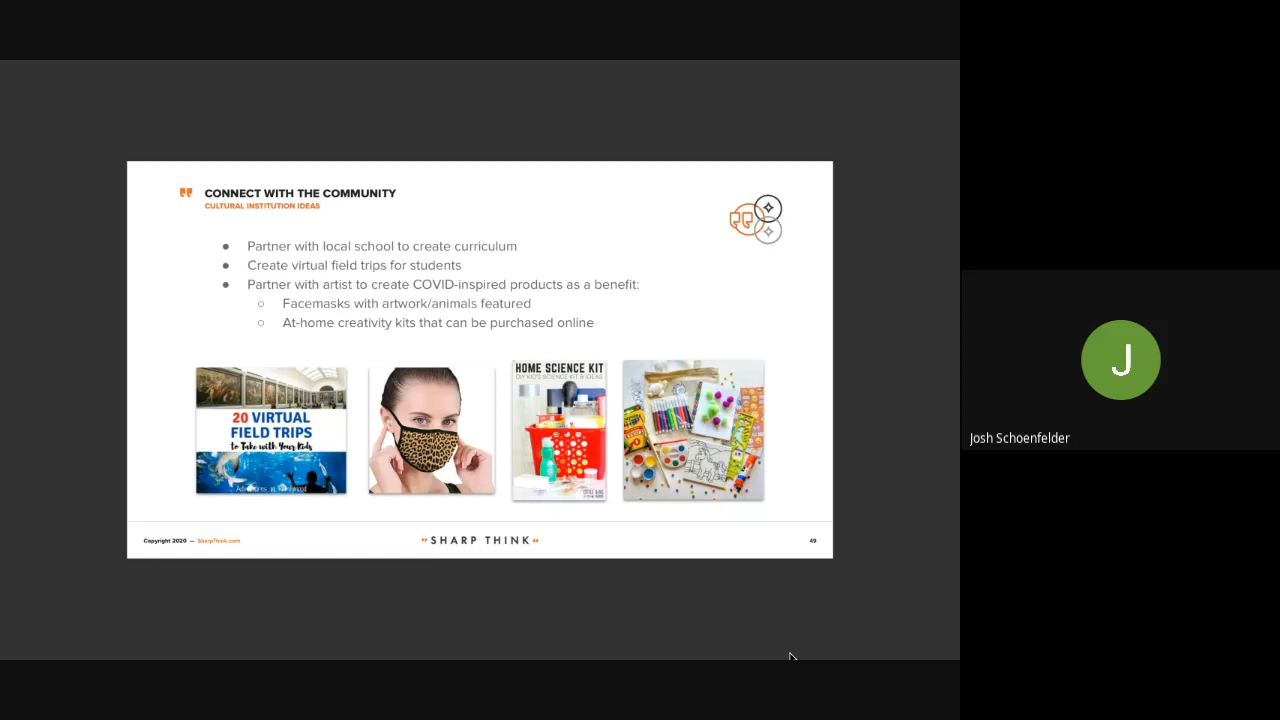 CONNECT WITH THE COMMUNITY
CULTURAL INSTITUTION IDEAS
Partner with local school to create curriculum
Create virtual field trips for students
Partner with artist to create COVID-inspired products as a benefit:
Facemasks with artwork/animals featured
At-home creativity kits that can be purchased online
20 VIRTUAL
FIELD TRIPS
to Take with Your Kids
HOME SCIENCE KIT
DIY KID'S SCIENCE KIT & IDEAS
Copyright 2020 — SharpThink.com
SHARP THINK
49
J
Josh Schoenfelder